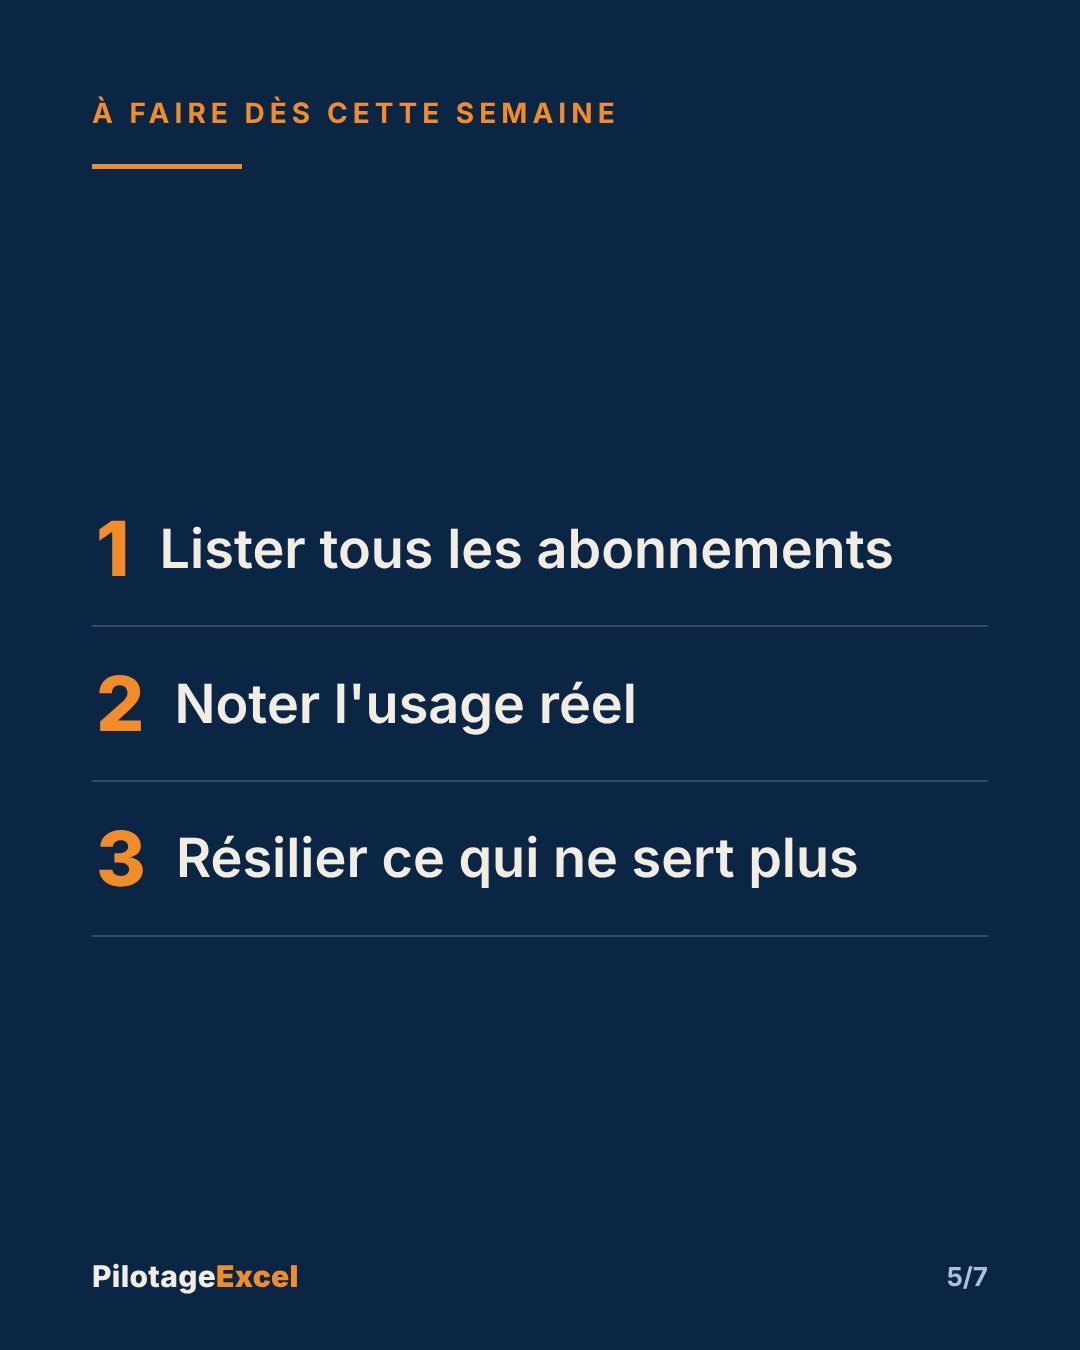 À FAIRE DÈS CETTE SEMAINE
1 Lister tous les abonnements
2 Noter l'usage réel
3 Résilier ce qui ne sert plus
PilotageExcel
5/7